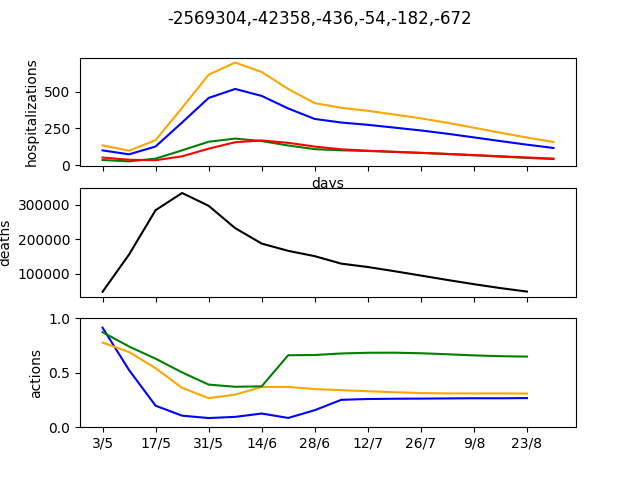 -2569304,-42358,-436,-54,-182,-672
hospitalizations
500
250
0
days
deaths
300000
200000
100000
actions
1.0
0.5
0.0
3/5 17/5 31/5 14/6 28/6 12/7 26/7 9/8 23/8